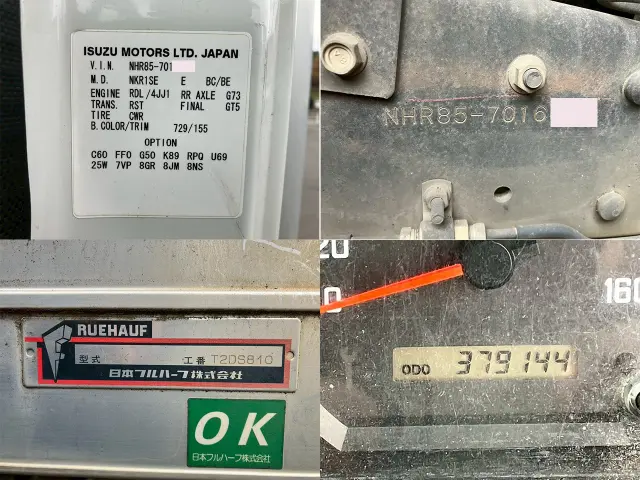 ISUZU MOTORS LTD. JAPAN
V.I.N. NHR85-701
M.D. NKR1SE E BC/BE
ENGINE RDL/4JJ1 RR AXLE G73
TRANS. RST FINAL GT5
TIRE CWR
B.COLOR/TRIM 729/155
OPTION
C60 FF0 G50 K89 RPQ U69
25W 7VP 8GR 8JM 8NS
NHR85-7016
RUEHAUF
型式 工番 T2DS810
日本フルハーフ株式会社
OK
日本フルハーフ株式会社
20
0
160
ODO 379144